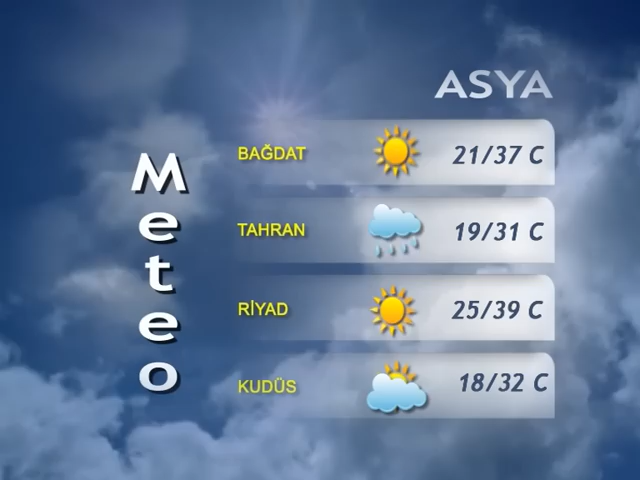 ASYA
Meteo
BAĞDAT 21/37 C
TAHRAN 19/31 C
RİYAD 25/39 C
KUDÜS 18/32 C